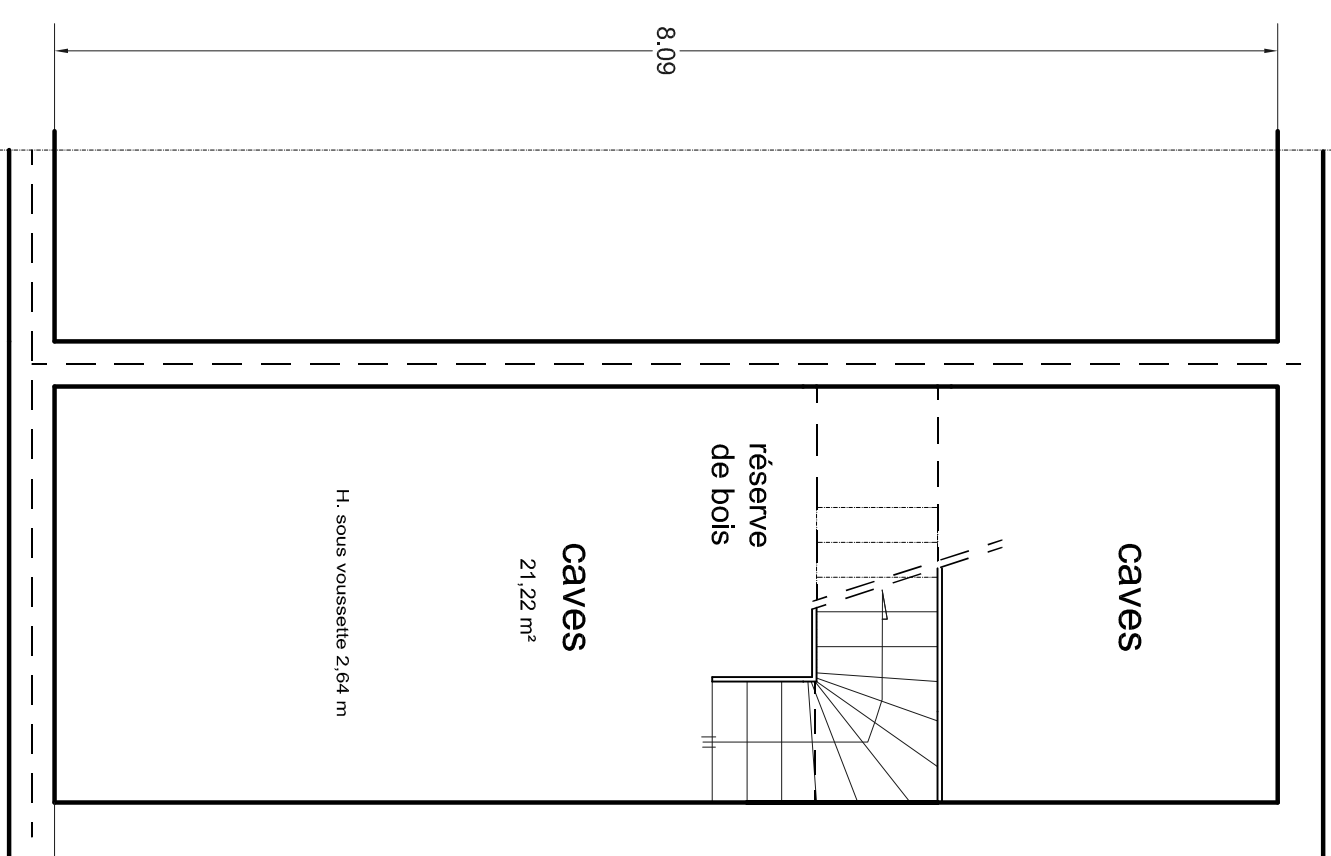 8.09
caves
réserve
de bois
caves
21,22 m²
H. sous voussette 2,64 m